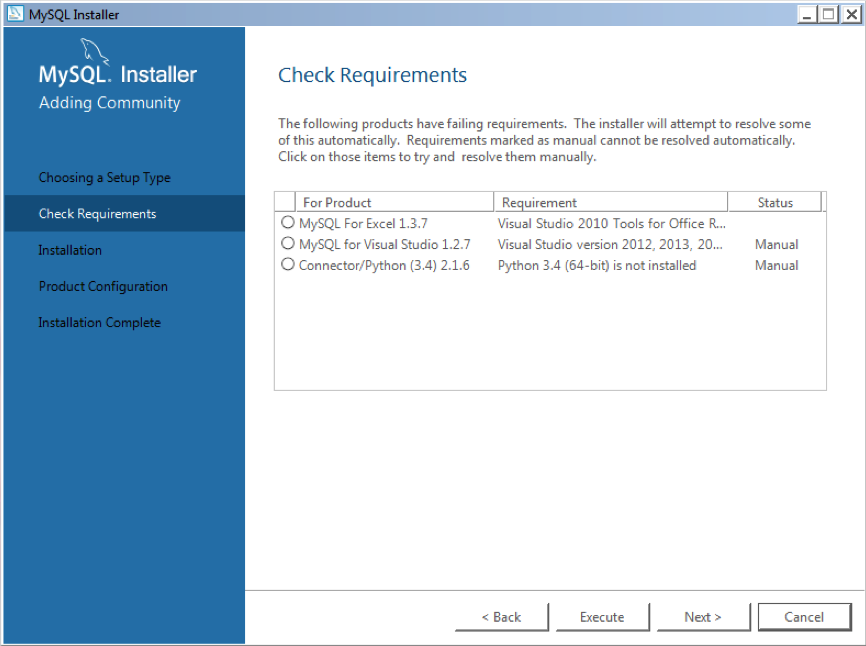 MySQL Installer
MySQL. Installer
Adding Community
Choosing a Setup Type
Check Requirements
Installation
Product Configuration
Installation Complete
Check Requirements
The following products have failing requirements. The installer will attempt to resolve some
of this automatically. Requirements marked as manual cannot be resolved automatically.
Click on those items to try and resolve them manually.
For Product Requirement Status
MySQL For Excel 1.3.7 Visual Studio 2010 Tools for Office R...
MySQL for Visual Studio 1.2.7 Visual Studio version 2012, 2013, 20... Manual
Connector/Python (3.4) 2.1.6 Python 3.4 (64-bit) is not installed Manual
< Back Execute Next > Cancel